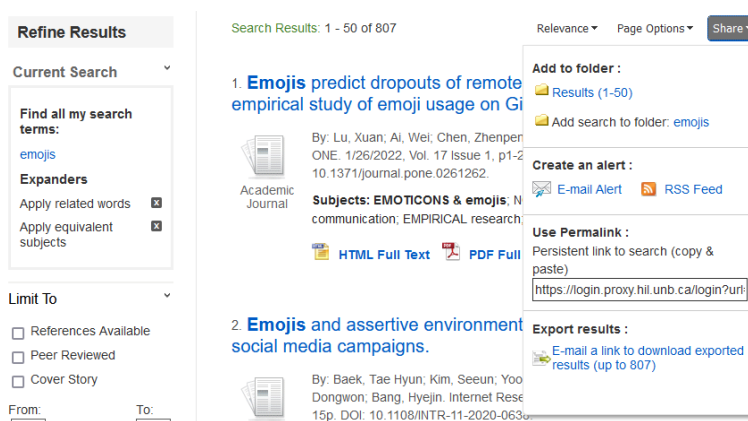 Refine Results
Current Search
Find all my search
terms:
emojis
Expanders
Apply related words
Apply equivalent
subjects
Limit To
References Available
Peer Reviewed
Cover Story
From:
To:
Search Results: 1 - 50 of 807
Relevance
Page Options
Share
1. Emojis predict dropouts of remote
empirical study of emoji usage on Gi
Academic
Journal
By: Lu, Xuan; Ai, Wei; Chen, Zhenpen
ONE. 1/26/2022, Vol. 17 Issue 1, p1-2
10.1371/journal.pone.0261262.
Subjects: EMOTICONS & emojis; N
communication; EMPIRICAL research;
HTML Full Text
PDF Full
2. Emojis and assertive environment
social media campaigns.
By: Baek, Tae Hyun; Kim, Seeun; Yoo
Dongwon; Bang, Hyejin. Internet Rese
15p. DOI: 10.1108/INTR-11-2020-0638.
Add to folder :
Results (1-50)
Add search to folder: emojis
Create an alert :
E-mail Alert
RSS Feed
Use Permalink :
Persistent link to search (copy &
paste)
https://login.proxy.hil.unb.ca/login?url=
Export results :
E-mail a link to download exported
results (up to 807)